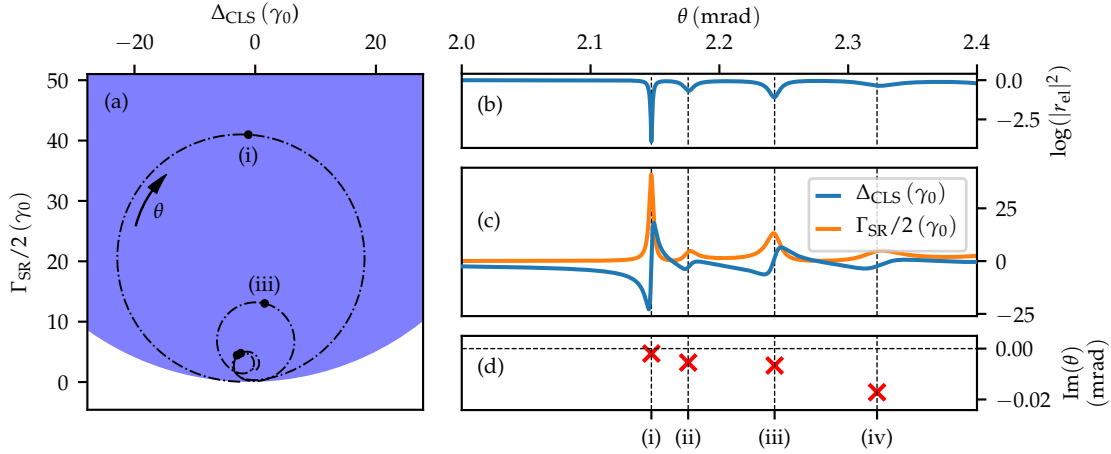 Δ_CLS (γ₀)
−20 0 20
Γ_SR/2 (γ₀)
50
40
30
20
10
0
(a)
(i)
θ
(iii)
θ (mrad)
2.0 2.1 2.2 2.3 2.4
(b)
0.0
−2.5
log(|r_el|²)
(c)
Δ_CLS (γ₀)
Γ_SR/2 (γ₀)
25
0
−25
(d)
0.00
−0.02
Im(θ)
(mrad)
(i) (ii) (iii) (iv)